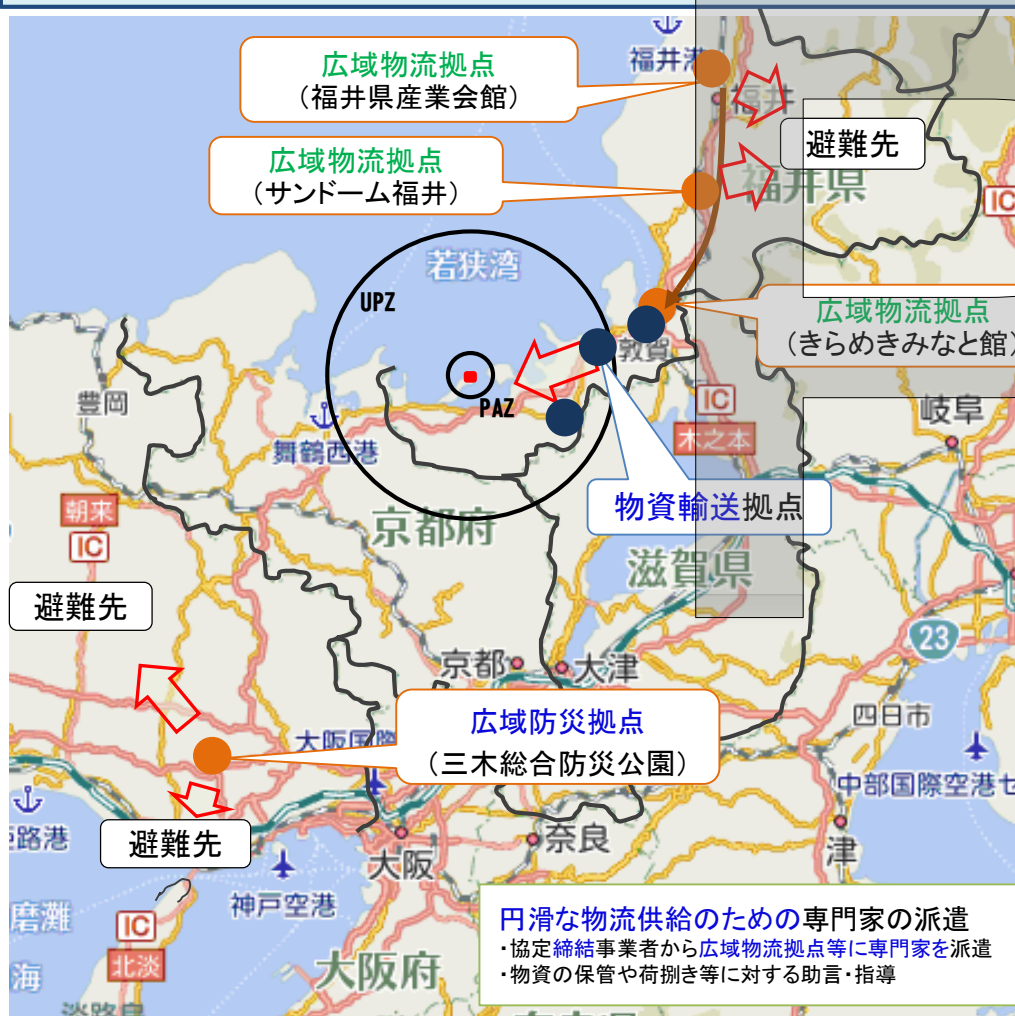 福井港
広域物流拠点
(福井県産業会館)
福井
避難先
広域物流拠点
(サンドーム福井)
福井県
IC
若狭湾
UPZ
広域物流拠点
(きらめきみなと館)
敦賀
PAZ
豊岡
IC
岐阜
舞鶴西港
木之本
朝来
IC
物資輸送拠点
京都府
滋賀県
避難先
23
京都
大津
広域防災拠点
(三木総合防災公園)
大阪国際
四日市
中部国際空港セ
避難先
路港
奈良
大阪
津
神戸空港
磨灘
IC
北淡
海
大阪府
円滑な物流供給のための専門家の派遣
・協定締結事業者から広域物流拠点等に専門家を派遣
・物資の保管や荷捌き等に対する助言・指導